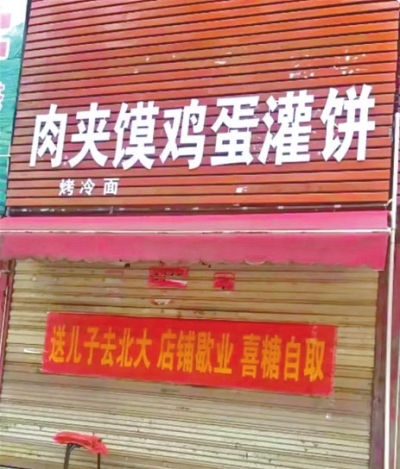 肉夹馍鸡蛋灌饼
烤冷面
送儿子去北大 店铺歇业 喜糖自取